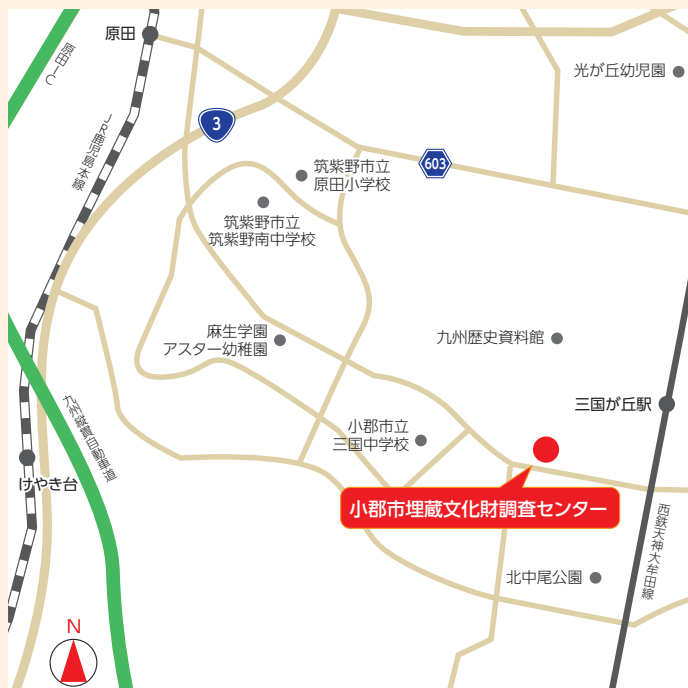 原田
原田IC
光が丘幼児園
3
JR鹿児島本線
603
筑紫野市立
原田小学校
筑紫野市立
筑紫野南中学校
麻生学園
アスター幼稚園
九州歴史資料館
三国が丘駅
小郡市立
三国中学校
九州縦貫自動車道
けやき台
小郡市埋蔵文化財調査センター
西鉄天神大牟田線
北中尾公園
N